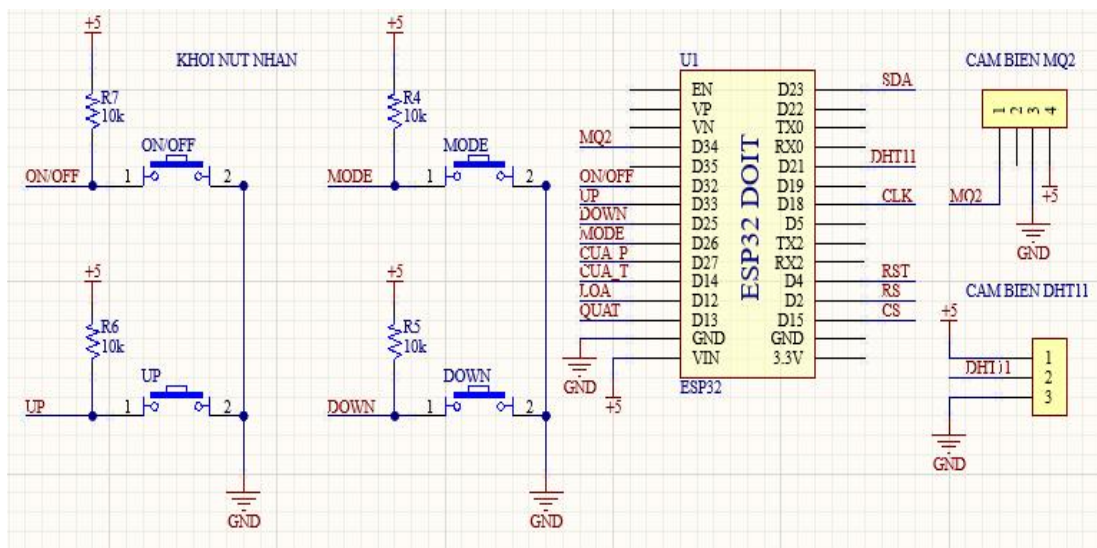 +5
+5
KHOI NUT NHAN
R7
10k
R4
10k
ON/OFF
MODE
ON/OFF
1
2
MODE
1
2
+5
+5
R6
10k
R5
10k
UP
DOWN
UP
1
2
DOWN
1
2
GND
GND
U1
EN
D23
SDA
VP
D22
VN
TX0
MQ2
D34
RX0
D35
D21
DHT11
ON/OFF
D32
D19
UP
D33
D18
CLK
DOWN
D25
D5
MODE
D26
TX2
CUA_P
D27
RX2
CUA_T
D14
D4
RST
LOA
D12
D2
RS
QUAT
D13
D15
CS
GND
GND
VIN
3.3V
ESP32 DOIT
GND
+5
ESP32
CAM BIEN MQ2
1
2
3
4
MQ2
+5
GND
CAM BIEN DHT11
+5
1
DHT11
2
3
GND